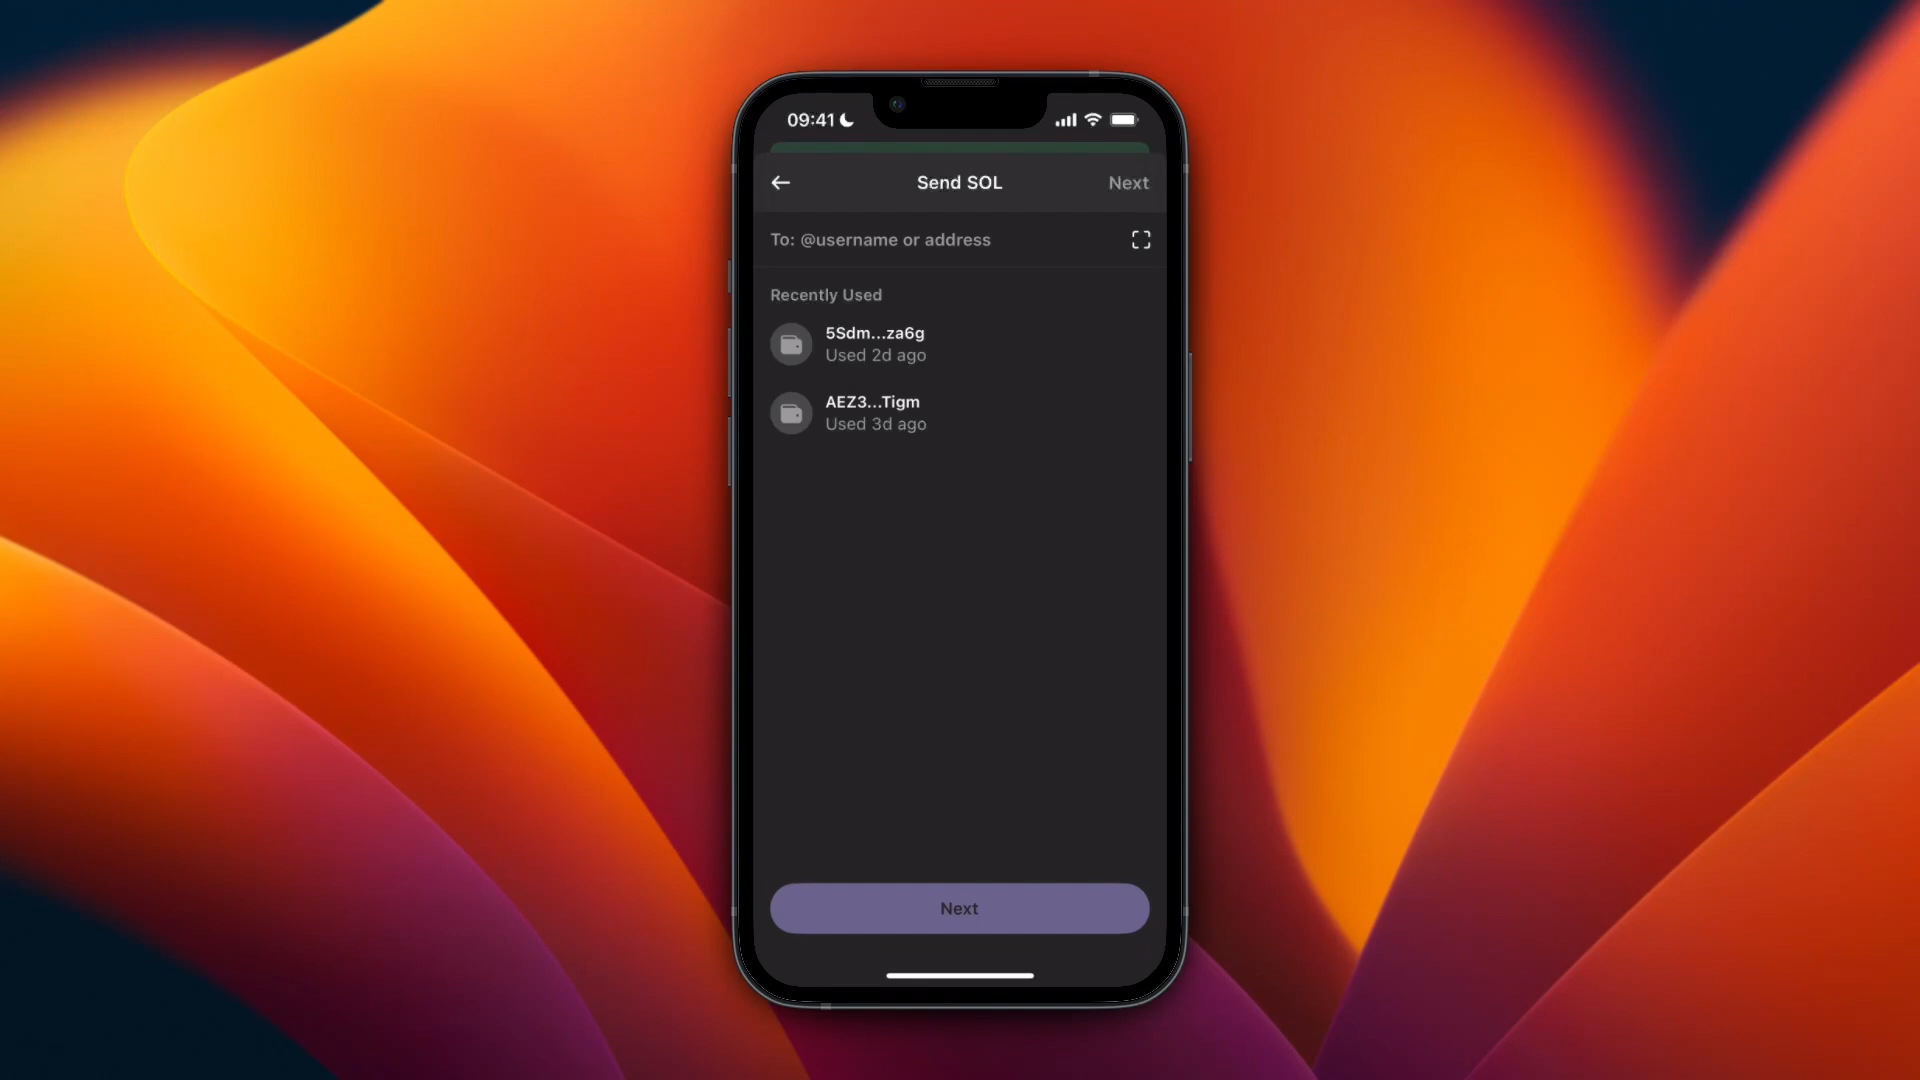 09:41
Send SOL
Next
To: @username or address
Recently Used
5Sdm...za6g
Used 2d ago
AEZ3...Tigm
Used 3d ago
Next